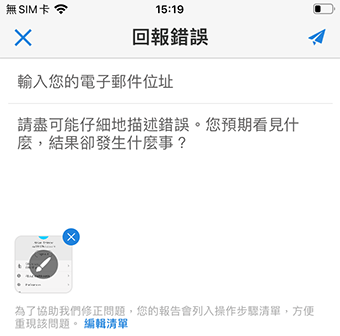 無SIM卡 15:19
回報錯誤
輸入您的電子郵件位址
請盡可能仔細地描述錯誤。您預期看見什
麼，結果卻發生什麼事？
為了協助我們修正問題，您的報告會列入操作步驟清單，方便
重現該問題。 編輯清單